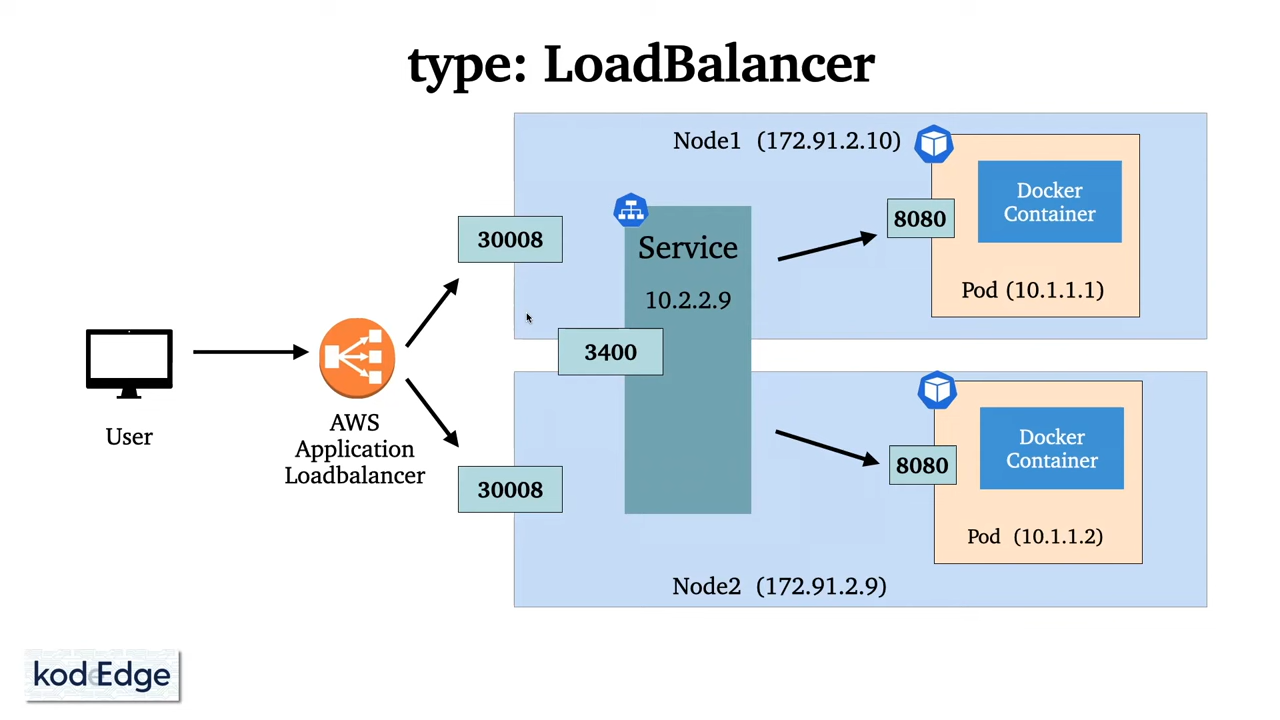 type: LoadBalancer
Node1 (172.91.2.10)
Docker
Container
8080
Pod (10.1.1.1)
30008
Service
10.2.2.9
3400
User
AWS
Application
Loadbalancer
30008
Docker
Container
8080
Pod (10.1.1.2)
Node2 (172.91.2.9)
kodeEdge